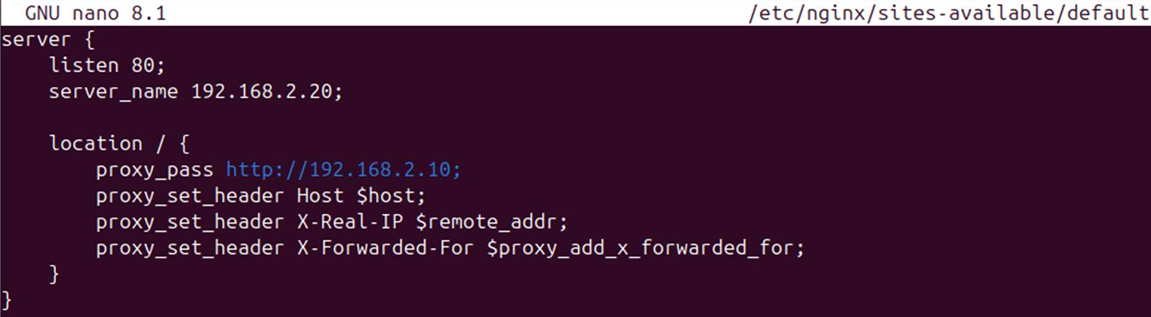 GNU nano 8.1 /etc/nginx/sites-available/default
server {
    listen 80;
    server_name 192.168.2.20;

    location / {
        proxy_pass http://192.168.2.10;
        proxy_set_header Host $host;
        proxy_set_header X-Real-IP $remote_addr;
        proxy_set_header X-Forwarded-For $proxy_add_x_forwarded_for;
    }
}